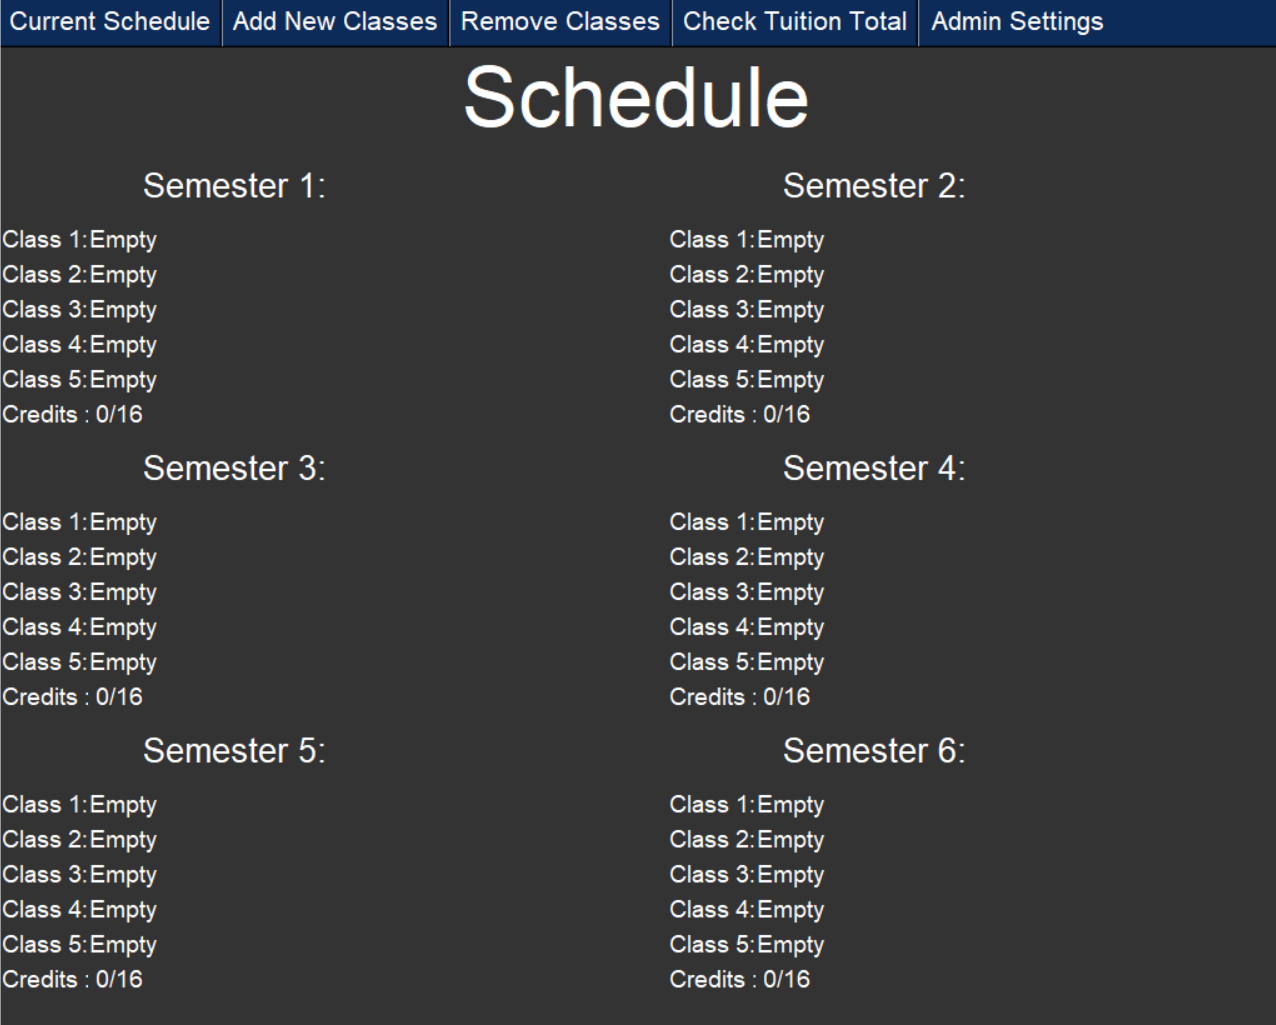 Current Schedule Add New Classes Remove Classes Check Tuition Total Admin Settings
Schedule
Semester 1:
Class 1:Empty
Class 2:Empty
Class 3:Empty
Class 4:Empty
Class 5:Empty
Credits : 0/16
Semester 2:
Class 1:Empty
Class 2:Empty
Class 3:Empty
Class 4:Empty
Class 5:Empty
Credits : 0/16
Semester 3:
Class 1:Empty
Class 2:Empty
Class 3:Empty
Class 4:Empty
Class 5:Empty
Credits : 0/16
Semester 4:
Class 1:Empty
Class 2:Empty
Class 3:Empty
Class 4:Empty
Class 5:Empty
Credits : 0/16
Semester 5:
Class 1:Empty
Class 2:Empty
Class 3:Empty
Class 4:Empty
Class 5:Empty
Credits : 0/16
Semester 6:
Class 1:Empty
Class 2:Empty
Class 3:Empty
Class 4:Empty
Class 5:Empty
Credits : 0/16